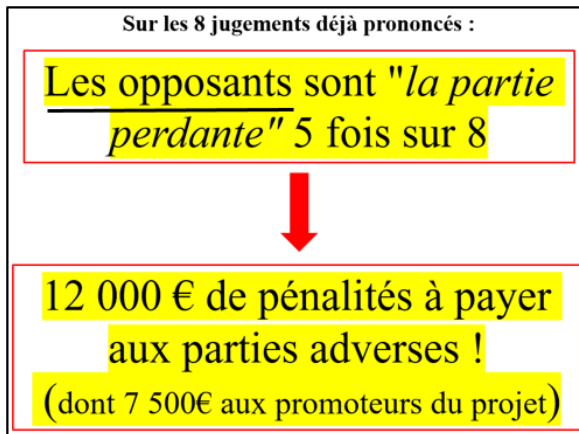 Sur les 8 jugements déjà prononcés :
Les opposants sont "la partie
perdante" 5 fois sur 8
12 000 € de pénalités à payer
aux parties adverses !
(dont 7 500€ aux promoteurs du projet)